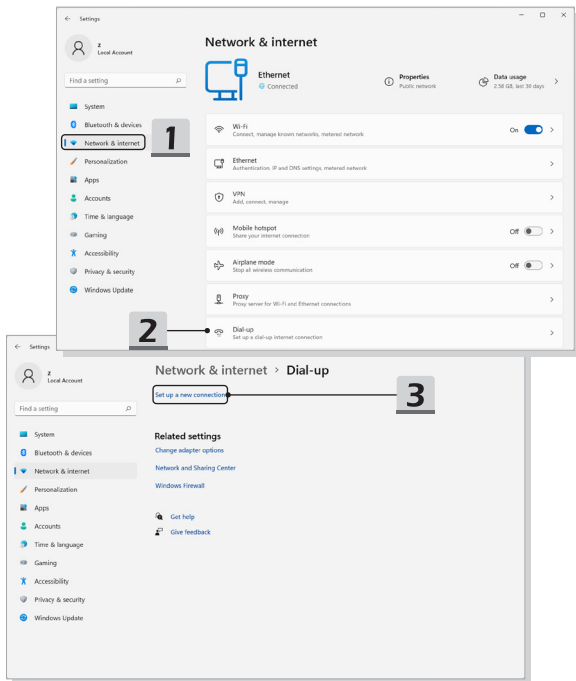 Settings
z
Local Account
Find a setting
System
Bluetooth & devices
Network & internet
Personalization
Apps
Accounts
Time & language
Gaming
Accessibility
Privacy & security
Windows Update
1
Network & internet
Ethernet
Connected
Properties
Public network
Data usage
2.58 GB, last 30 days
Wi-Fi
Connect, manage known networks, metered network
On
Ethernet
Authentication, IP and DNS settings, metered network
VPN
Add, connect, manage
Mobile hotspot
Share your internet connection
Off
Airplane mode
Stop all wireless communication
Off
Proxy
Proxy server for Wi-Fi and Ethernet connections
2
Dial-up
Set up a dial-up internet connection
Settings
z
Local Account
Find a setting
System
Bluetooth & devices
Network & internet
Personalization
Apps
Accounts
Time & language
Gaming
Accessibility
Privacy & security
Windows Update
Network & internet > Dial-up
Set up a new connection
3
Related settings
Change adapter options
Network and Sharing Center
Windows Firewall
Get help
Give feedback